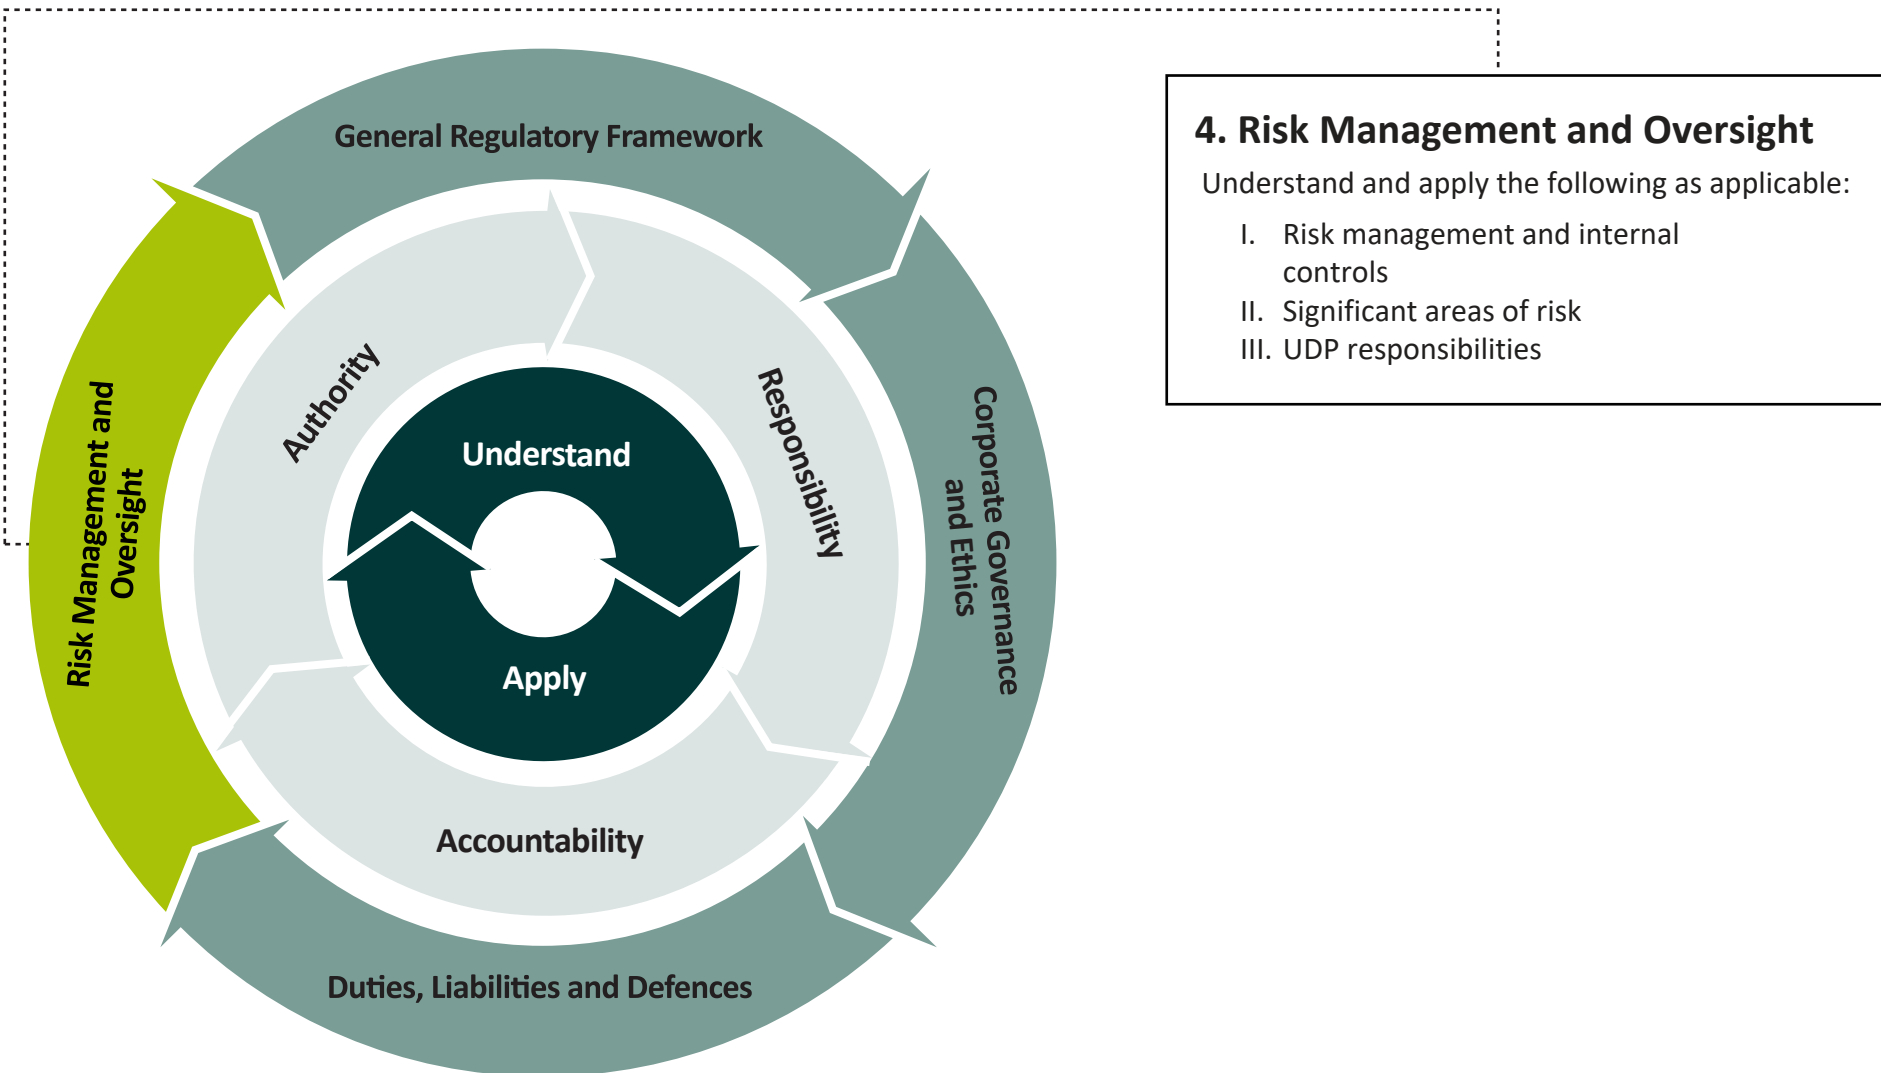 General Regulatory Framework
Corporate Governance
and Ethics
Duties, Liabilities and Defences
Risk Management and
Oversight
Authority
Responsibility
Accountability
Understand
Apply
4. Risk Management and Oversight
Understand and apply the following as applicable:
I. Risk management and internal
controls
II. Significant areas of risk
III. UDP responsibilities